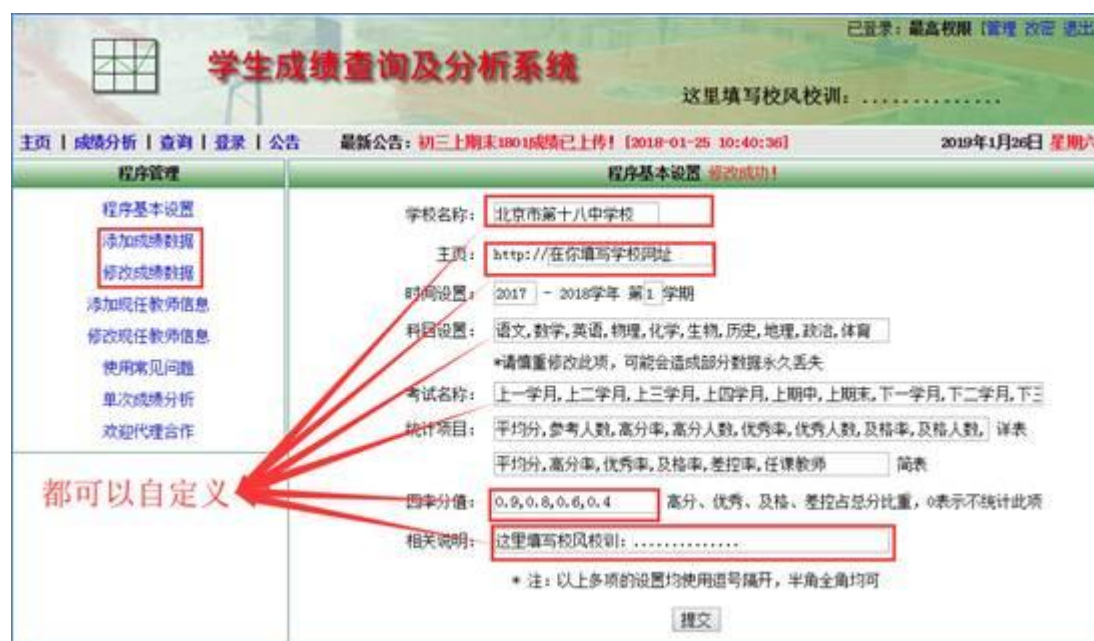 已登录：最高权限 [管理 改密 退出
学生成绩查询及分析系统
这里填写校风校训：..............
主页 | 成绩分析 | 查询 | 登录 | 公告
最新公告：初三上期末1801成绩已上传! [2018-01-25 10:40:36]
2019年1月26日 星期六
程序管理
程序基本设置 修改成功!
程序基本设置
添加成绩数据
修改成绩数据
添加现任教师信息
修改现任教师信息
使用常见问题
单次成绩分析
欢迎代理合作
都可以自定义
学校名称： 北京市第十八中学校
主页： http://在你填写学校网址
时间设置： 2017 - 2018学年 第1 学期
科目设置： 语文,数学,英语,物理,化学,生物,历史,地理,政治,体育
*请慎重修改此项，可能会造成部分数据永久丢失
考试名称： 上一学月,上二学月,上三学月,上四学月,上期中,上期末,下一学月,下二学月,下三
统计项目： 平均分,参考人数,高分率,高分人数,优秀率,优秀人数,及格率,及格人数, 详表
平均分,高分率,优秀率,及格率,差控率,任课教师 简表
四率分值： 0.9,0.8,0.6,0.4 高分、优秀、及格、差控占总分比重，0表示不统计此项
相关说明： 这里填写校风校训：..............
* 注：以上多项的设置均使用逗号隔开，半角全角均可
提交